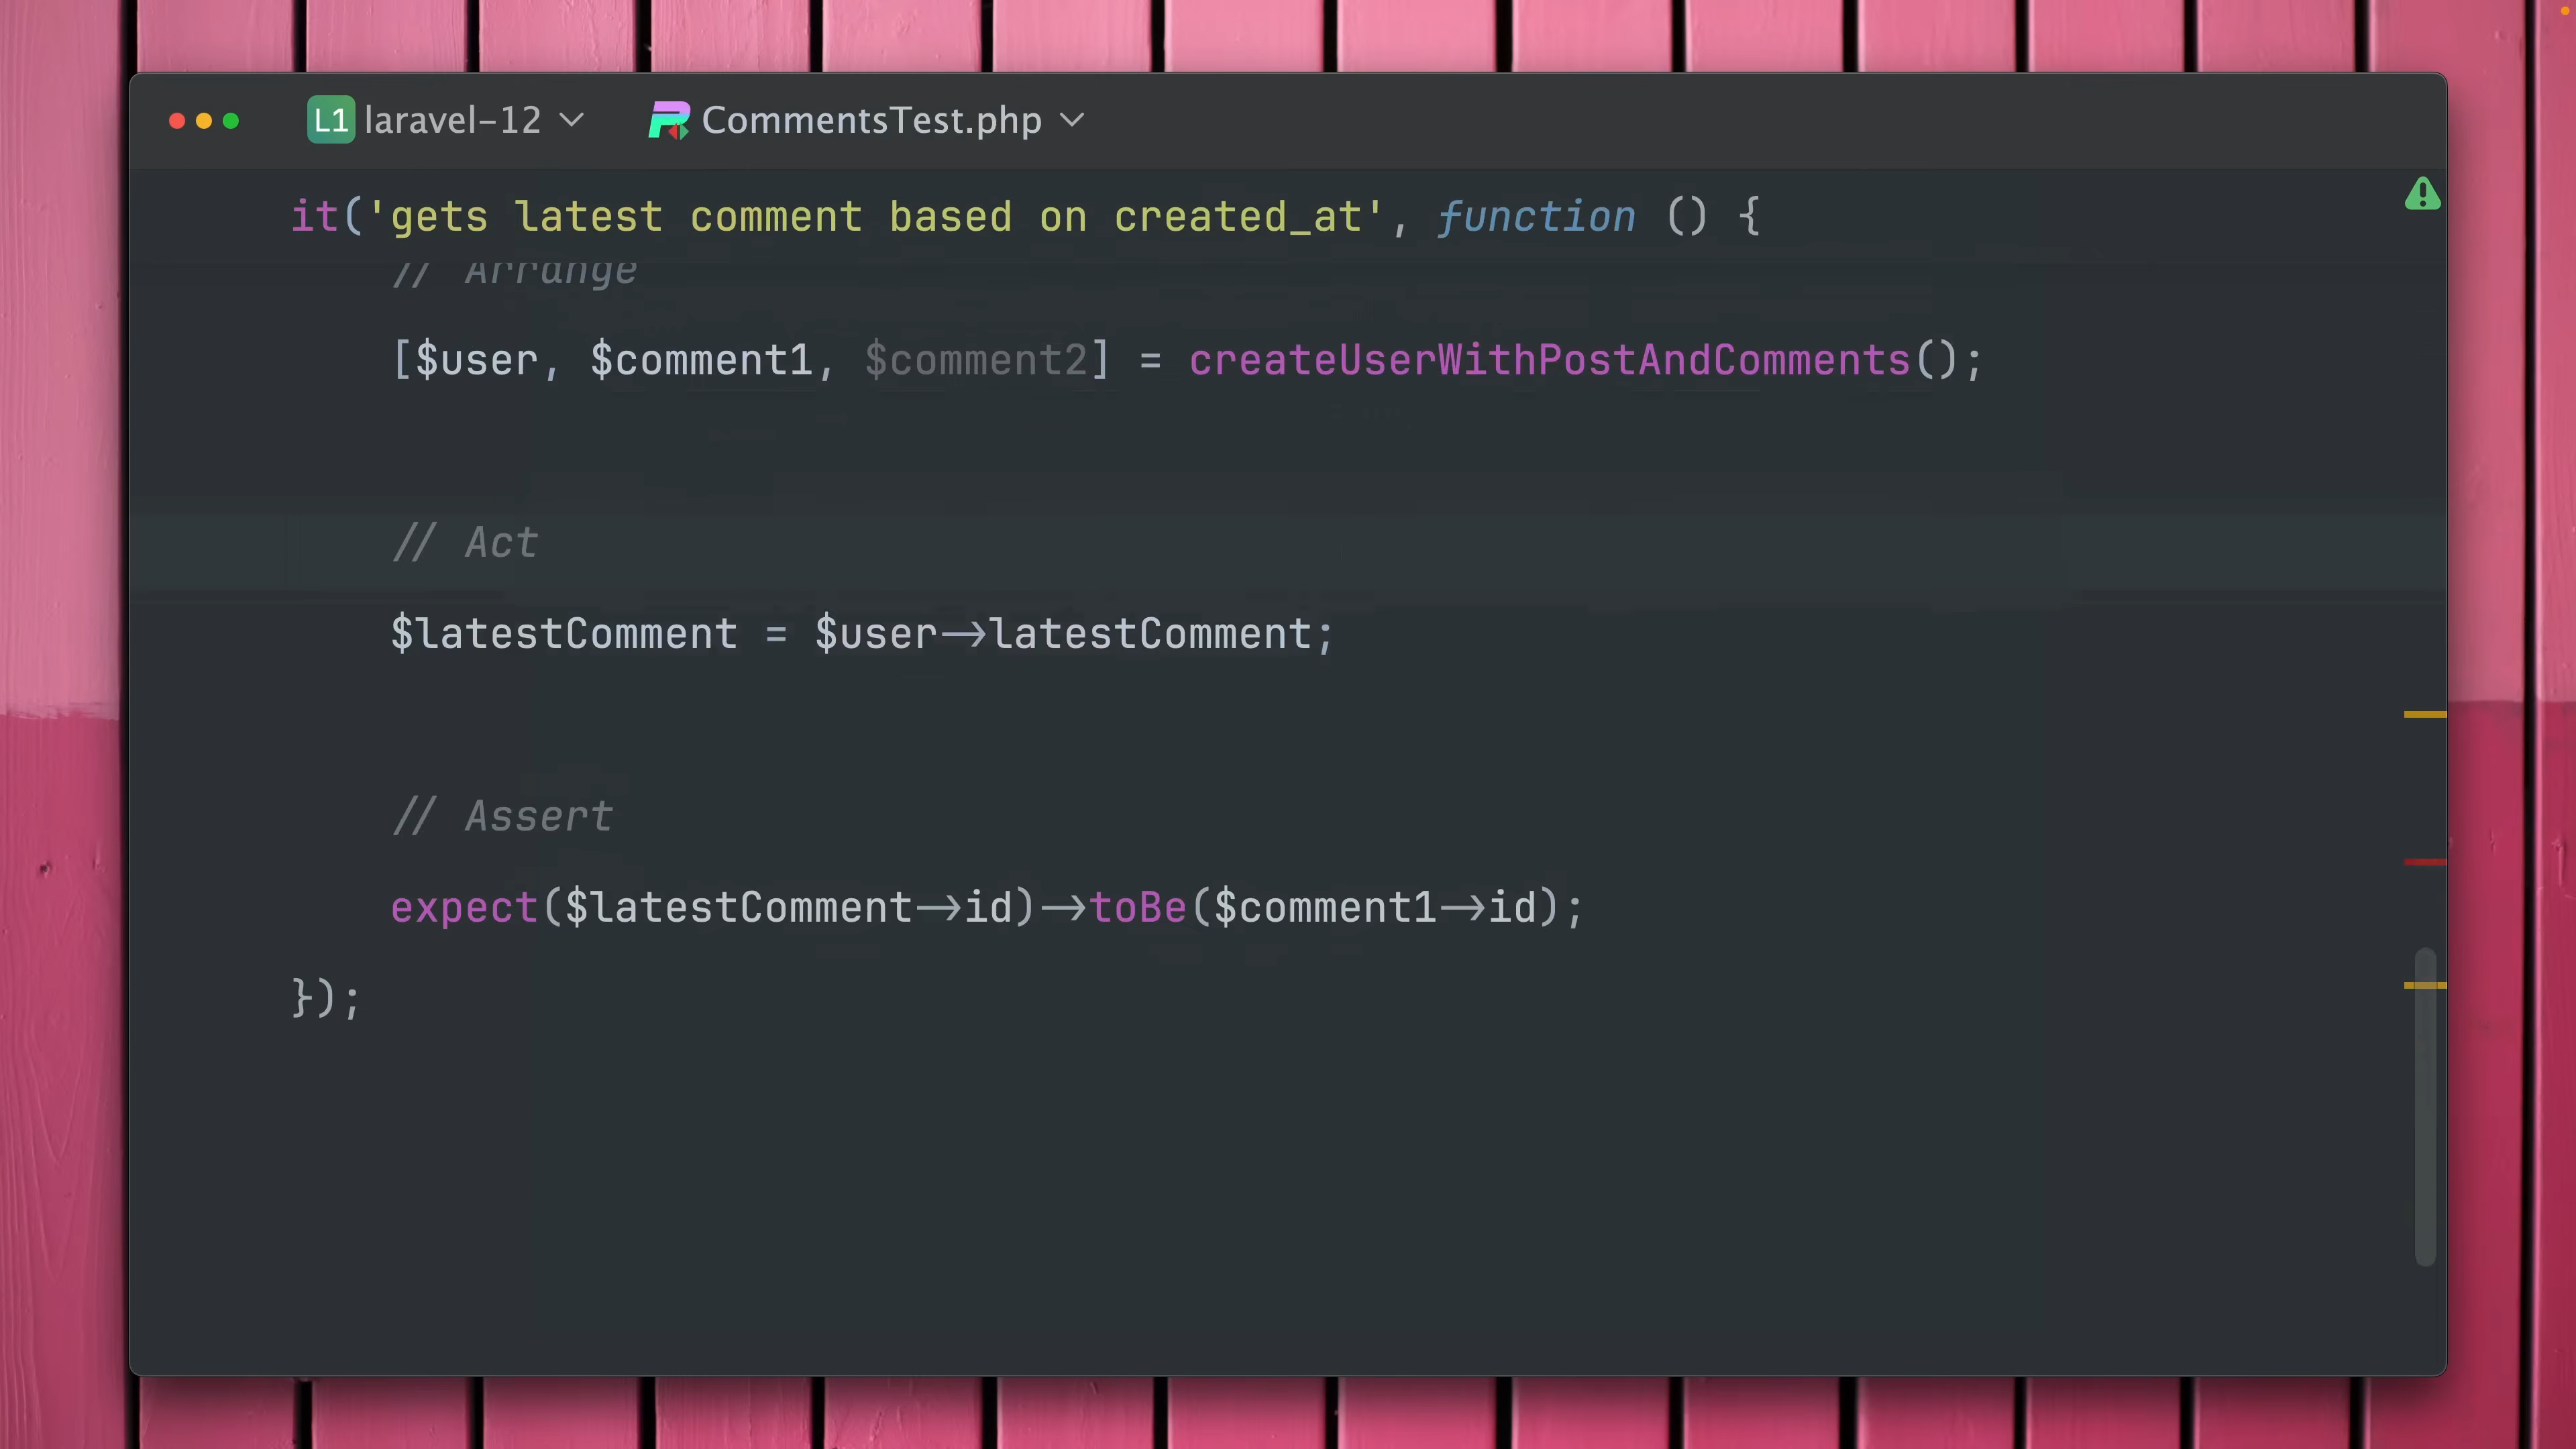 L1 laravel-12 CommentsTest.php
it('gets latest comment based on created_at', function () {
// Arrange
[$user, $comment1, $comment2] = createUserWithPostAndComments();
// Act
$latestComment = $user->latestComment;
// Assert
expect($latestComment->id)->toBe($comment1->id);
});